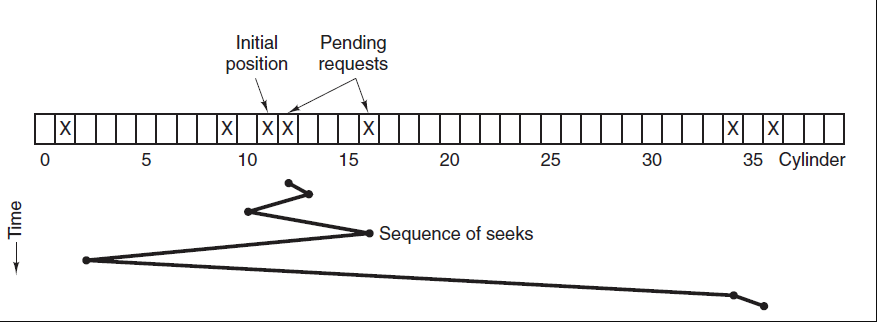 Initial
position
Pending
requests
X X X X X X X
0 5 10 15 20 25 30 35 Cylinder
Time
Sequence of seeks